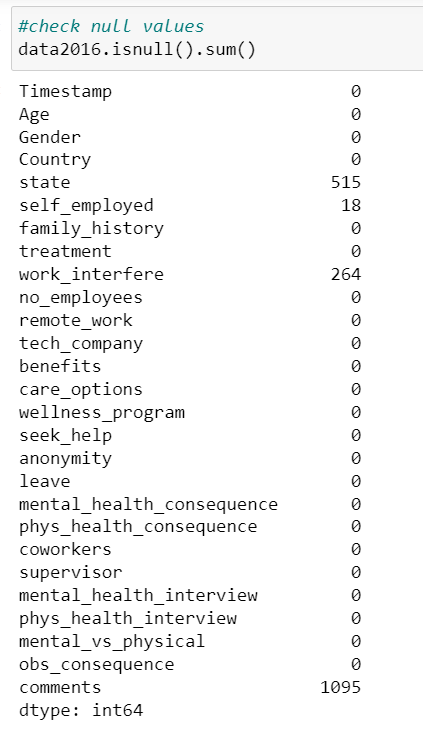 #check null values
data2016.isnull().sum()
Timestamp 0
Age 0
Gender 0
Country 0
state 515
self_employed 18
family_history 0
treatment 0
work_interfere 264
no_employees 0
remote_work 0
tech_company 0
benefits 0
care_options 0
wellness_program 0
seek_help 0
anonymity 0
leave 0
mental_health_consequence 0
phys_health_consequence 0
coworkers 0
supervisor 0
mental_health_interview 0
phys_health_interview 0
mental_vs_physical 0
obs_consequence 0
comments 1095
dtype: int64